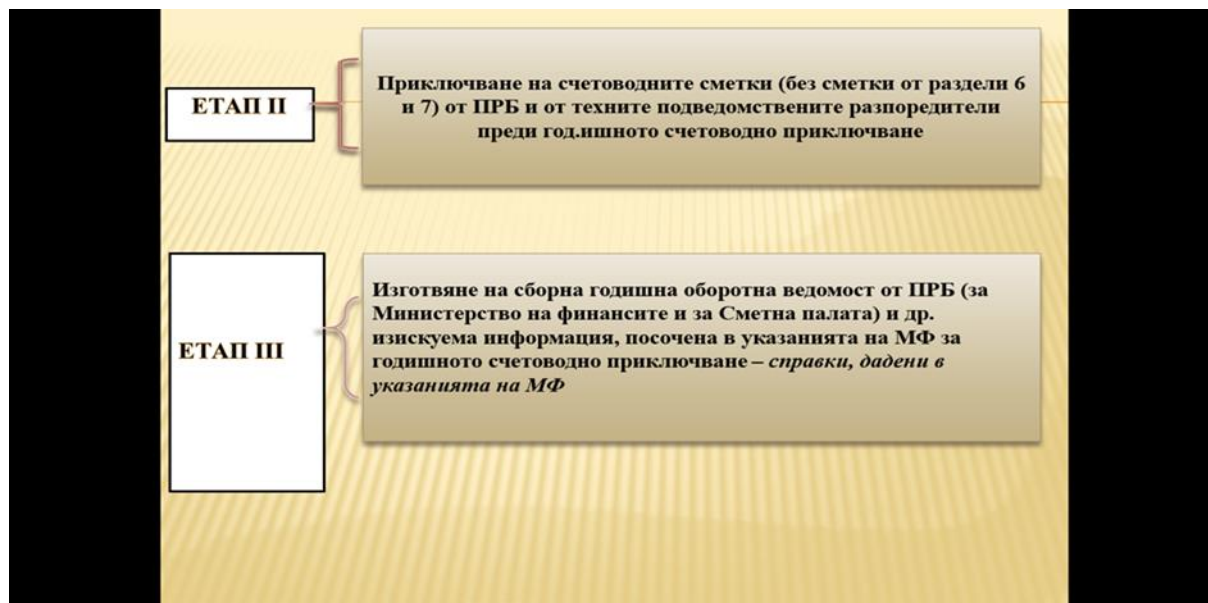 ЕТАП II
Приключване на счетоводните сметки (без сметки от раздели 6
и 7) от ПРБ и от техните подведомствените разпоредители
преди год.ишното счетоводно приключване
ЕТАП III
Изготвяне на сборна годишна оборотна ведомост от ПРБ (за
Министерство на финансите и за Сметна палата) и др.
изискуема информация, посочена в указанията на МФ за
годишното счетоводно приключване – справки, дадени в
указанията на МФ